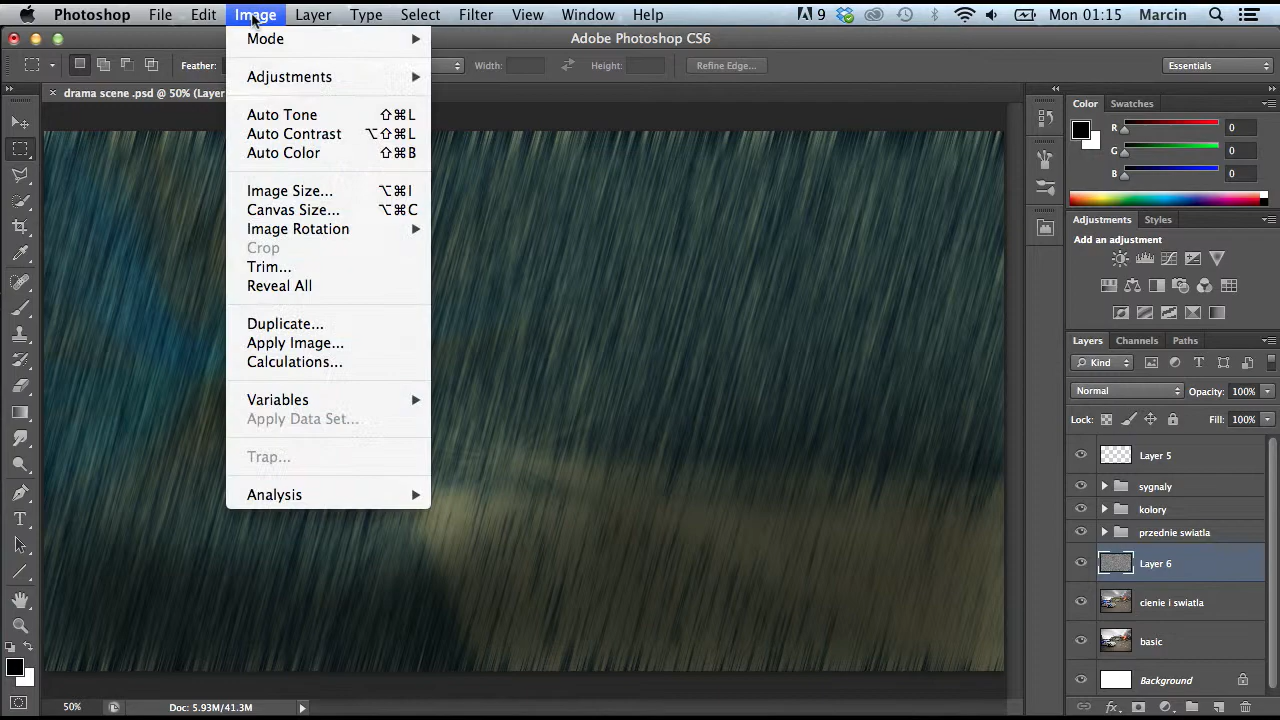 Photoshop File Edit Image Layer Type Select Filter View Window Help 9 Mon 01:15 Marcin
Adobe Photoshop CS6
Feather: Width: Height: Refine Edge... Essentials
drama scene.psd @ 50% (Layer
Mode
Adjustments
Auto Tone ⇧⌘L
Auto Contrast ⌥⇧⌘L
Auto Color ⇧⌘B
Image Size... ⌥⌘I
Canvas Size... ⌥⌘C
Image Rotation
Crop
Trim...
Reveal All
Duplicate...
Apply Image...
Calculations...
Variables
Apply Data Set...
Trap...
Analysis
Color Swatches
R 0
G 0
B 0
Adjustments Styles
Add an adjustment
Layers Channels Paths
Kind
Normal Opacity: 100%
Lock: Fill: 100%
Layer 5
sygnaly
kolory
przednie swiatla
Layer 6
cienie i swiatla
basic
Background
50% Doc: 5.93M/41.3M